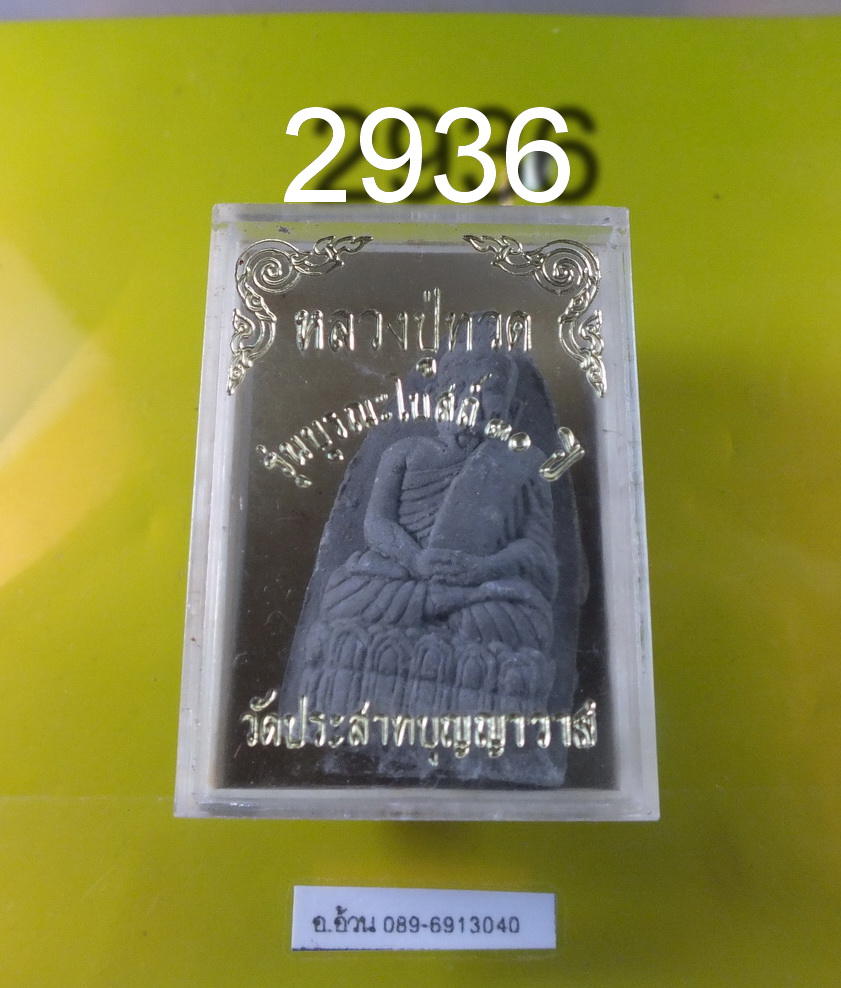 2936
หลวงปู่ทวด
รุ่นบูรณะโบสถ์ ๓๐ ปี
วัดประสาทบุญญาวาส
อ.อ้วน 089-6913040